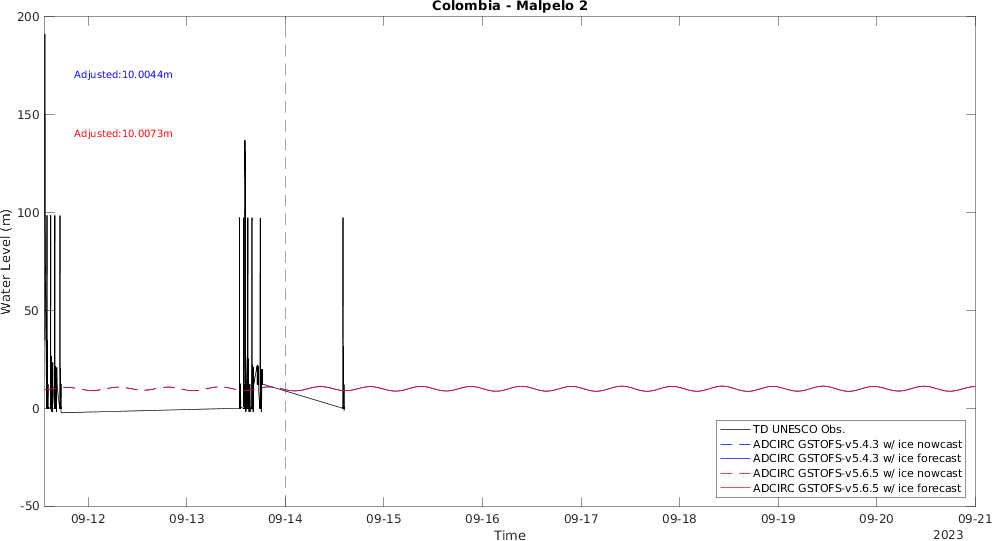 Colombia - Malpelo 2
200
150
100
50
0
-50
Water Level (m)
Adjusted:10.0044m
Adjusted:10.0073m
TD UNESCO Obs.
ADCIRC GSTOFS-v5.4.3 w/ ice nowcast
ADCIRC GSTOFS-v5.4.3 w/ ice forecast
ADCIRC GSTOFS-v5.6.5 w/ ice nowcast
ADCIRC GSTOFS-v5.6.5 w/ ice forecast
09-12 09-13 09-14 09-15 09-16 09-17 09-18 09-19 09-20 09-21
Time
2023